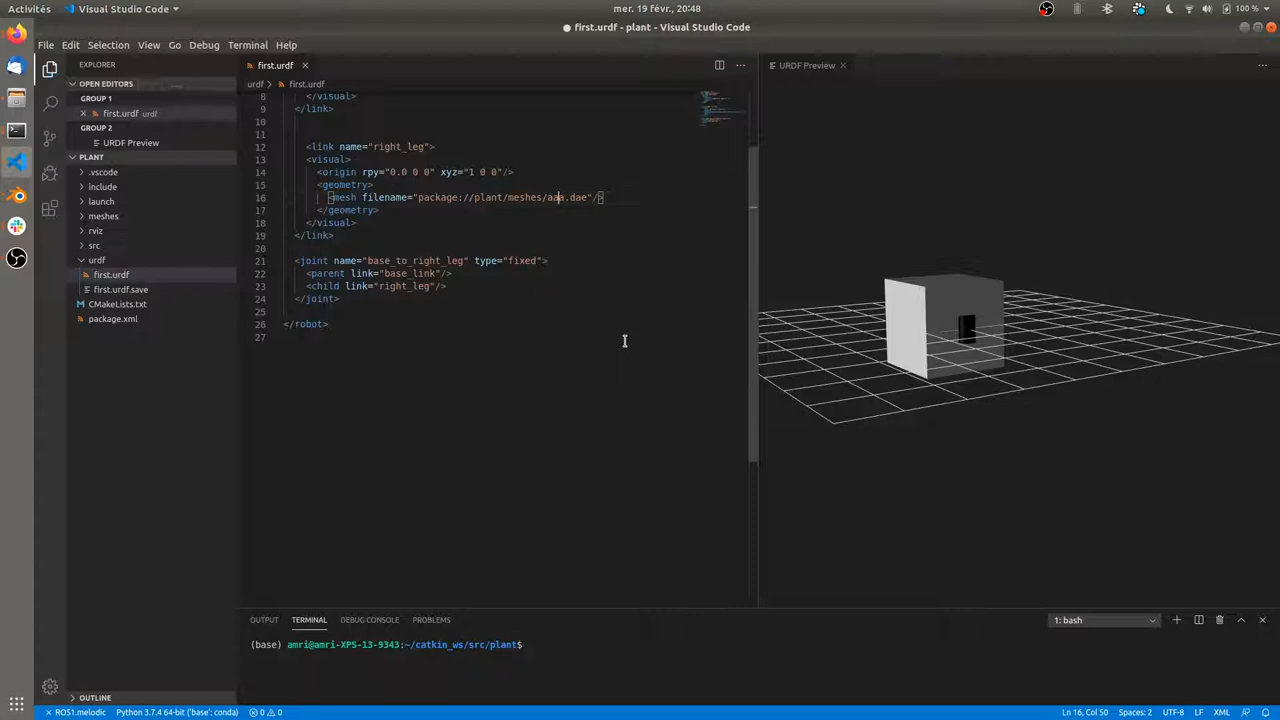 Activités
Visual Studio Code
mer. 19 févr., 20:48
100 %
● first.urdf - plant - Visual Studio Code
File Edit Selection View Go Debug Terminal Help
EXPLORER
OPEN EDITORS
GROUP 1
first.urdf urdf
GROUP 2
URDF Preview
PLANT
.vscode
include
launch
meshes
rviz
src
urdf
first.urdf
first.urdf.save
CMakeLists.txt
package.xml
OUTLINE
first.urdf
urdf > first.urdf
8 </visual>
9 </link>
10
11
12 <link name="right_leg">
13 <visual>
14 <origin rpy="0.0 0 0" xyz="1 0 0"/>
15 <geometry>
16 <mesh filename="package://plant/meshes/aaa.dae"/>
17 </geometry>
18 </visual>
19 </link>
20
21 <joint name="base_to_right_leg" type="fixed">
22 <parent link="base_link"/>
23 <child link="right_leg"/>
24 </joint>
25
26 </robot>
27
URDF Preview
OUTPUT TERMINAL DEBUG CONSOLE PROBLEMS
1: bash
(base) amri@amri-XPS-13-9343:~/catkin_ws/src/plant$
ROS1.melodic Python 3.7.4 64-bit ('base': conda) 0 0
Ln 16, Col 50 Spaces: 2 UTF-8 LF XML